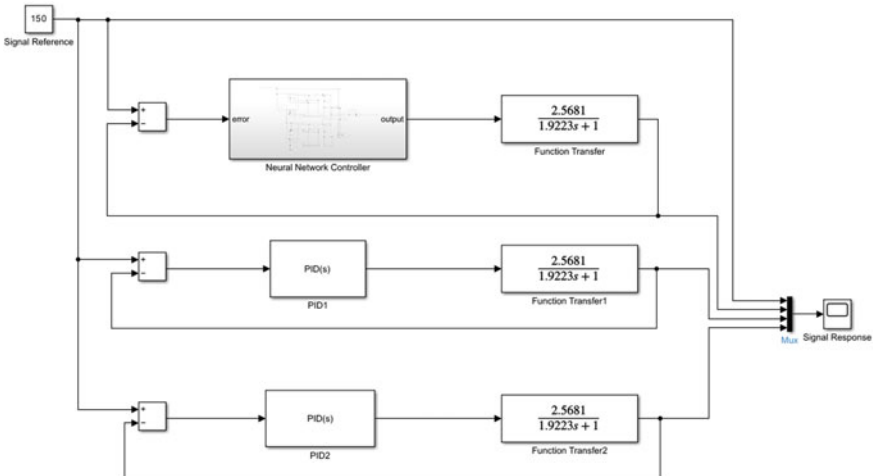 150
Signal Reference
+
−
error
output
Neural Network Controller
2.5681
1.9223s + 1
Function Transfer
+
−
PID(s)
PID1
2.5681
1.9223s + 1
Function Transfer1
Mux
Signal Response
+
−
PID(s)
PID2
2.5681
1.9223s + 1
Function Transfer2